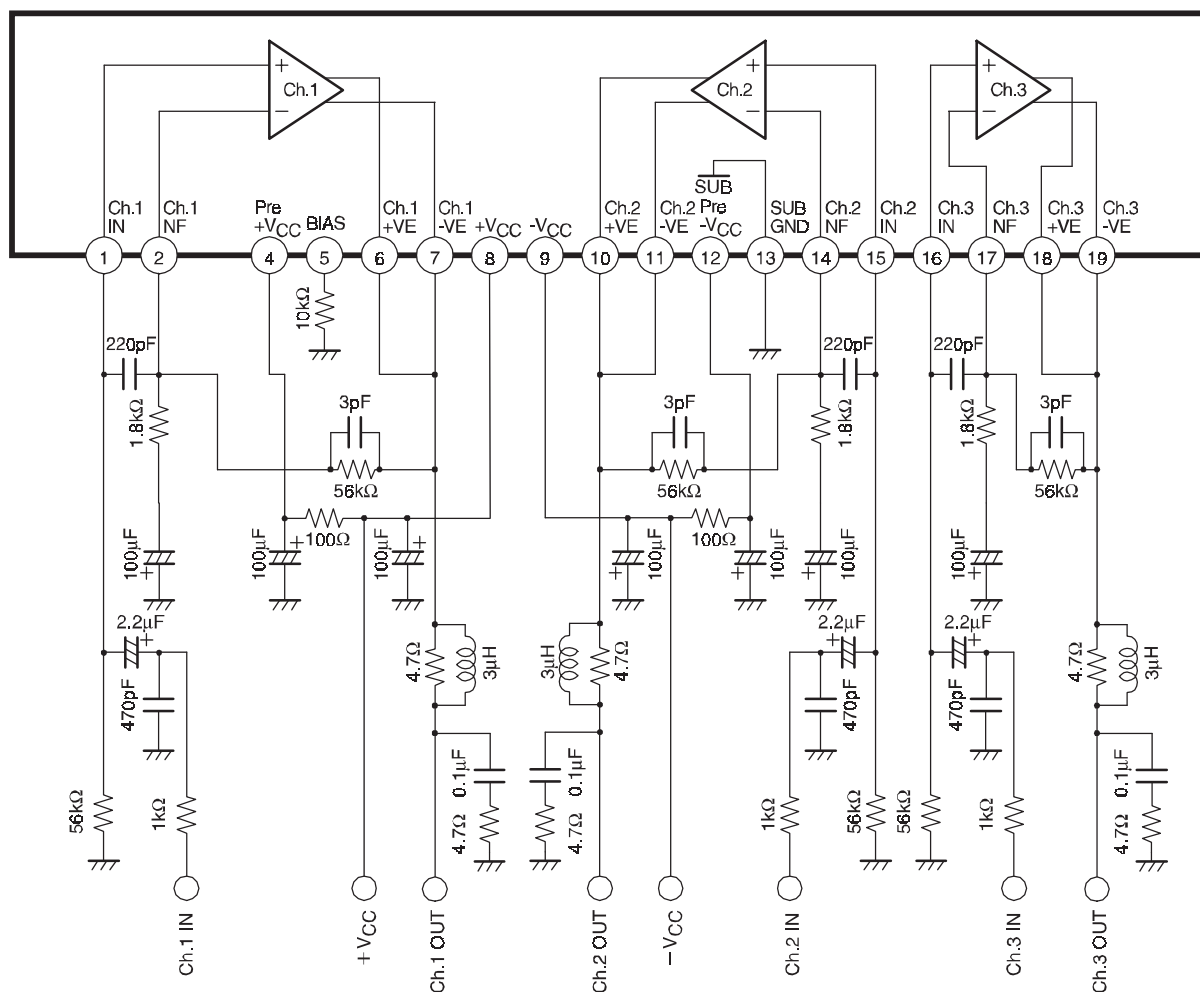 +
−
Ch.1
Ch.2
+
−
+
−
Ch.3
SUB
Ch.1
IN
Ch.1
NF
Pre
+VCC
BIAS
Ch.1
+VE
Ch.1
-VE
+VCC
-VCC
Ch.2
+VE
Ch.2
-VE
Pre
-VCC
SUB
GND
Ch.2
NF
Ch.2
IN
Ch.3
IN
Ch.3
NF
Ch.3
+VE
Ch.3
-VE
1
2
4
5
6
7
8
9
10
11
12
13
14
15
16
17
18
19
10kΩ
220pF
220pF
220pF
1.8kΩ
3pF
3pF
1.8kΩ
1.8kΩ
3pF
56kΩ
56kΩ
56kΩ
100Ω
100Ω
100μF
+
100μF
+
100μF
+
100μF
+
100μF
+
100μF
+
100μF
+
2.2μF
+
2.2μF
+
2.2μF
+
470pF
4.7Ω
3μH
3μH
4.7Ω
470pF
470pF
4.7Ω
3μH
56kΩ
1kΩ
0.1μF
4.7Ω
0.1μF
4.7Ω
1kΩ
56kΩ
56kΩ
1kΩ
0.1μF
4.7Ω
Ch.1 IN
+VCC
Ch.1 OUT
Ch.2 OUT
−VCC
Ch.2 IN
Ch.3 IN
Ch.3 OUT